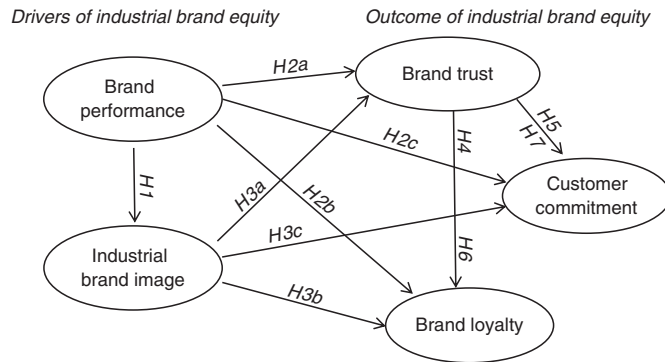 Drivers of industrial brand equity
Outcome of industrial brand equity
Brand
performance
H2a
Brand trust
H1
H2c
H4
H5
H7
H3a
H2b
Customer
commitment
Industrial
brand image
H3c
H6
H3b
Brand loyalty